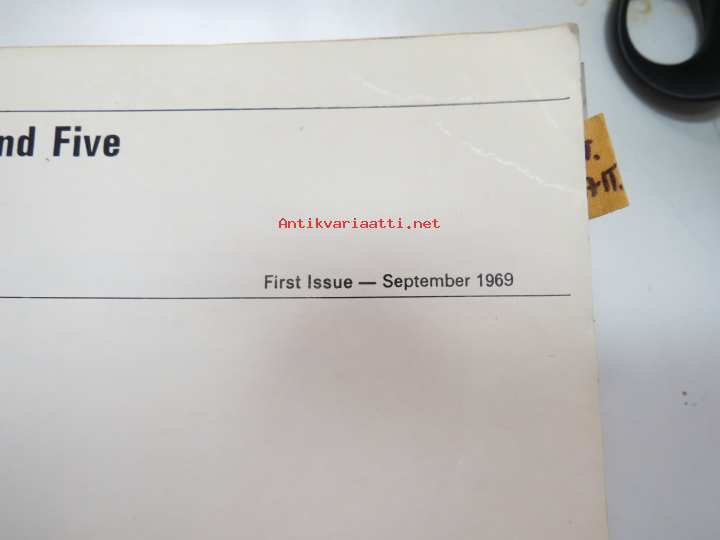 nd Five
Antikvariaatti.net
First Issue — September 1969